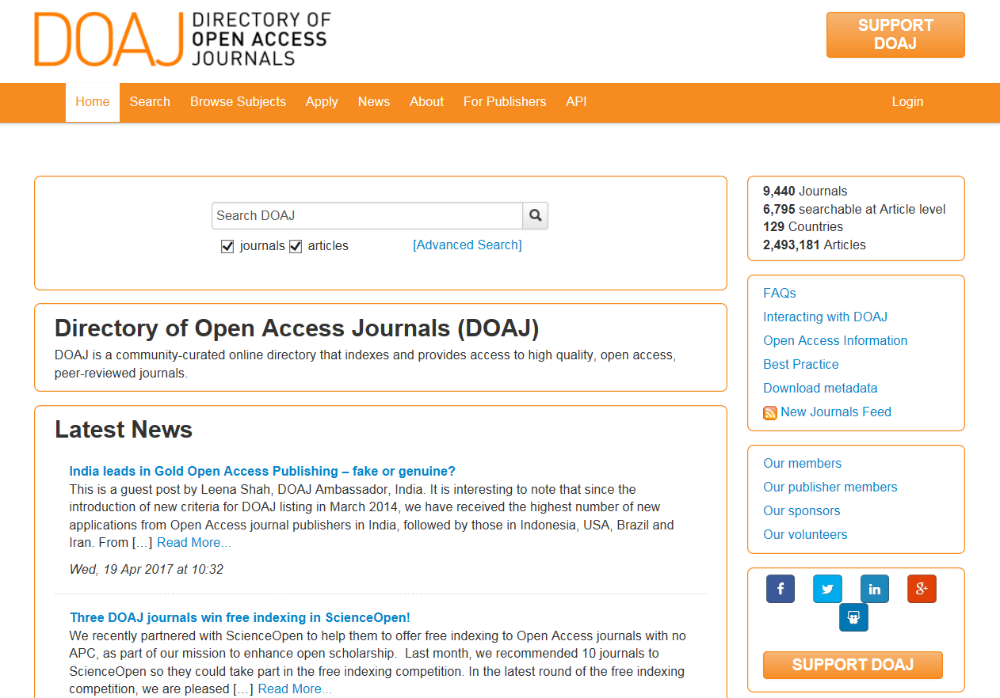 DOAJ DIRECTORY OF
OPEN ACCESS
JOURNALS
SUPPORT
DOAJ
Home Search Browse Subjects Apply News About For Publishers API Login
Search DOAJ
journals articles [Advanced Search]
Directory of Open Access Journals (DOAJ)
DOAJ is a community-curated online directory that indexes and provides access to high quality, open access,
peer-reviewed journals.
Latest News
India leads in Gold Open Access Publishing – fake or genuine?
This is a guest post by Leena Shah, DOAJ Ambassador, India. It is interesting to note that since the
introduction of new criteria for DOAJ listing in March 2014, we have received the highest number of new
applications from Open Access journal publishers in India, followed by those in Indonesia, USA, Brazil and
Iran. From […] Read More...
Wed, 19 Apr 2017 at 10:32
Three DOAJ journals win free indexing in ScienceOpen!
We recently partnered with ScienceOpen to help them to offer free indexing to Open Access journals with no
APC, as part of our mission to enhance open scholarship.  Last month, we recommended 10 journals to
ScienceOpen so they could take part in the free indexing competition. In the latest round of the free indexing
competition, we are pleased […] Read More...
9,440 Journals
6,795 searchable at Article level
129 Countries
2,493,181 Articles
FAQs
Interacting with DOAJ
Open Access Information
Best Practice
Download metadata
New Journals Feed
Our members
Our publisher members
Our sponsors
Our volunteers
f in g+
SUPPORT DOAJ